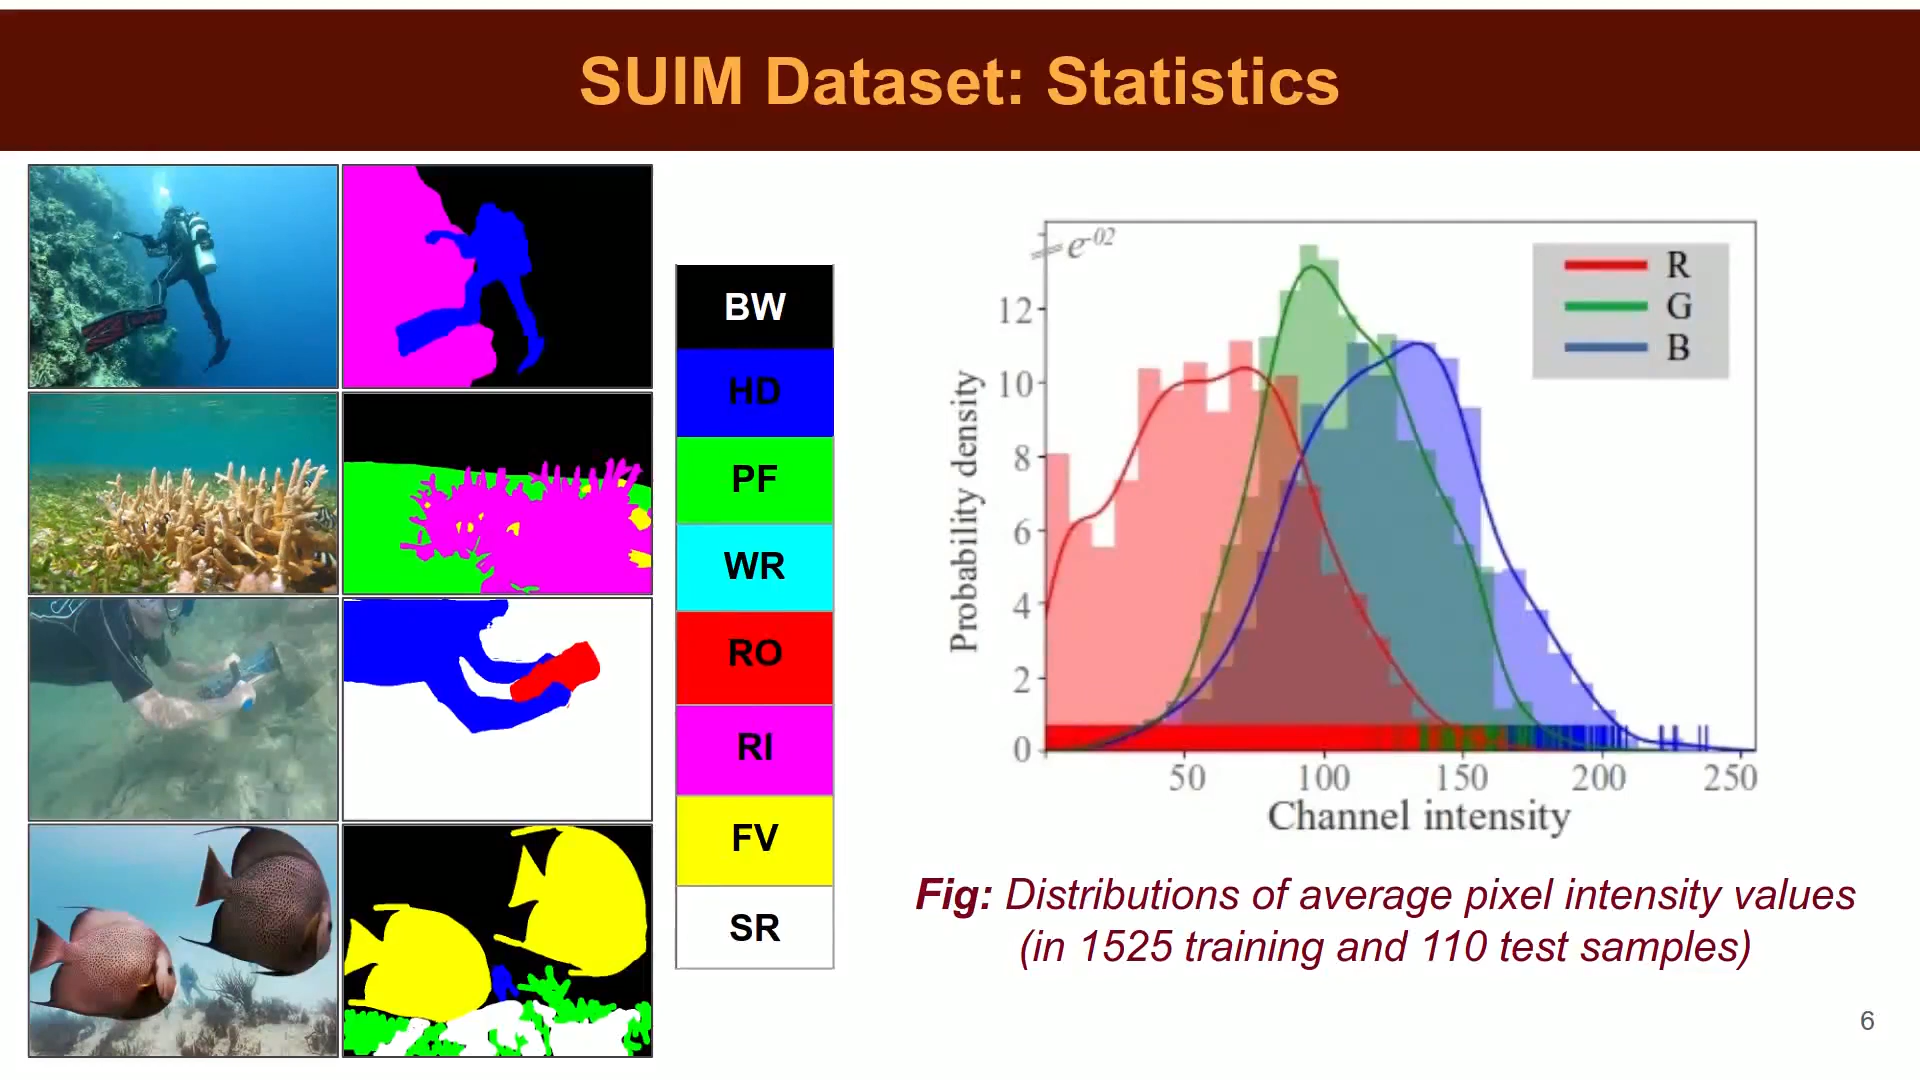 SUIM Dataset: Statistics
BW
HD
PF
WR
RO
RI
FV
SR
e-02
R
G
B
12
10
8
6
4
2
0
Probability density
50 100 150 200 250
Channel intensity
Fig: Distributions of average pixel intensity values
(in 1525 training and 110 test samples)
6